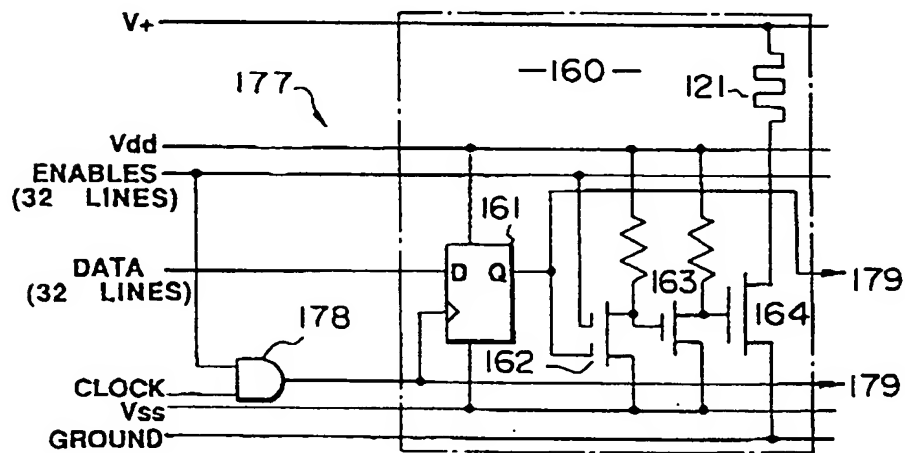 V+
—160—
121
177
Vdd
ENABLES
(32 LINES)
161
DATA
(32 LINES)
D Q
163
179
164
178
162
CLOCK
179
Vss
GROUND